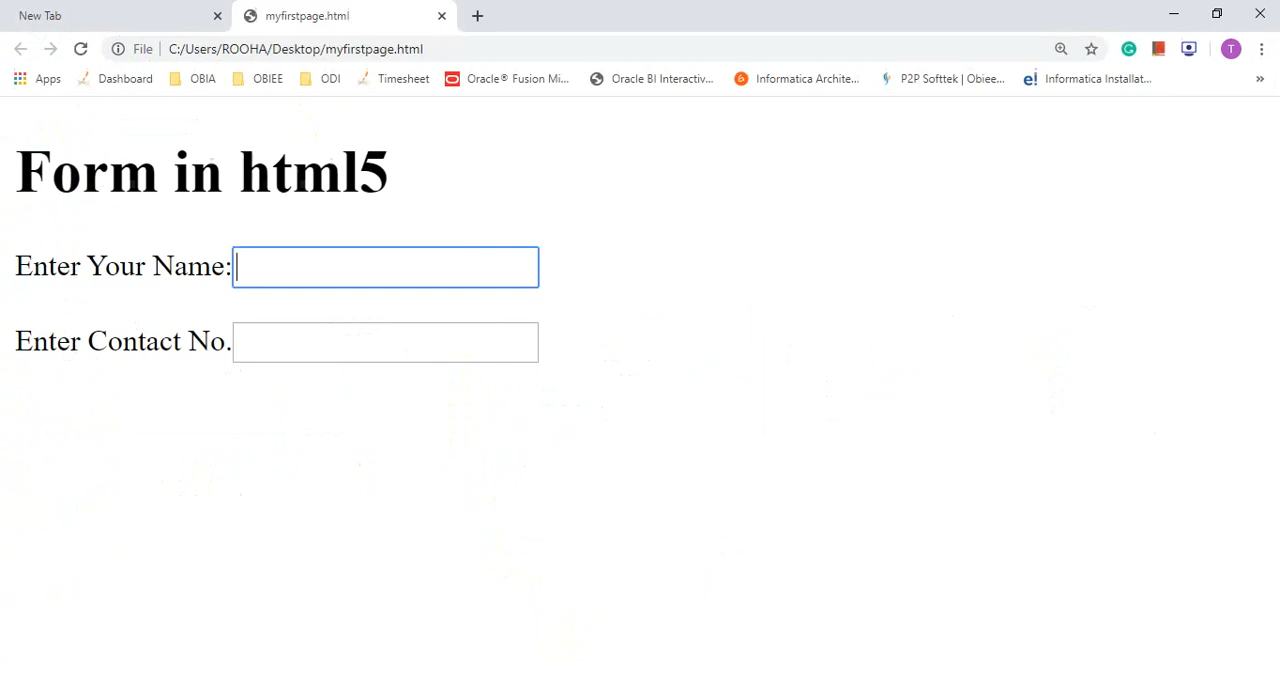 New Tab
myfirstpage.html
File C:/Users/ROOHA/Desktop/myfirstpage.html
T
Apps Dashboard OBIA OBIEE ODI Timesheet Oracle® Fusion Mi... Oracle BI Interactiv... Informatica Archite... P2P Softtek | Obiee... Informatica Installat... »
Form in html5
Enter Your Name:
Enter Contact No.